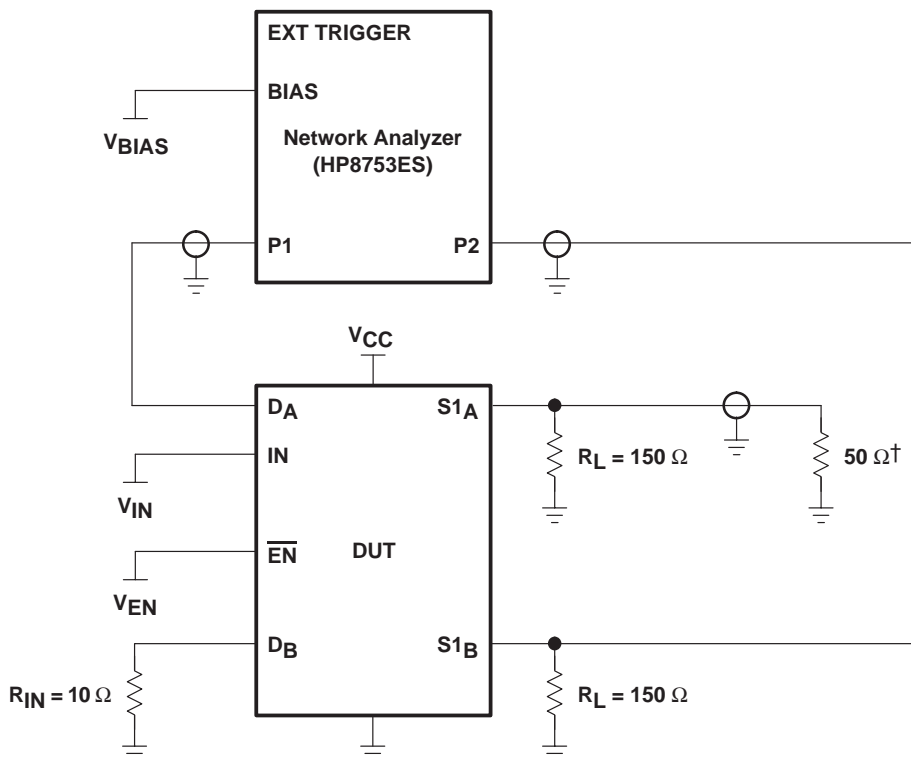 EXT TRIGGER
BIAS
VBIAS
Network Analyzer
(HP8753ES)
P1
P2
VCC
DA
S1A
IN
RL = 150 Ω
50 Ω†
VIN
EN
DUT
VEN
DB
S1B
RIN = 10 Ω
RL = 150 Ω